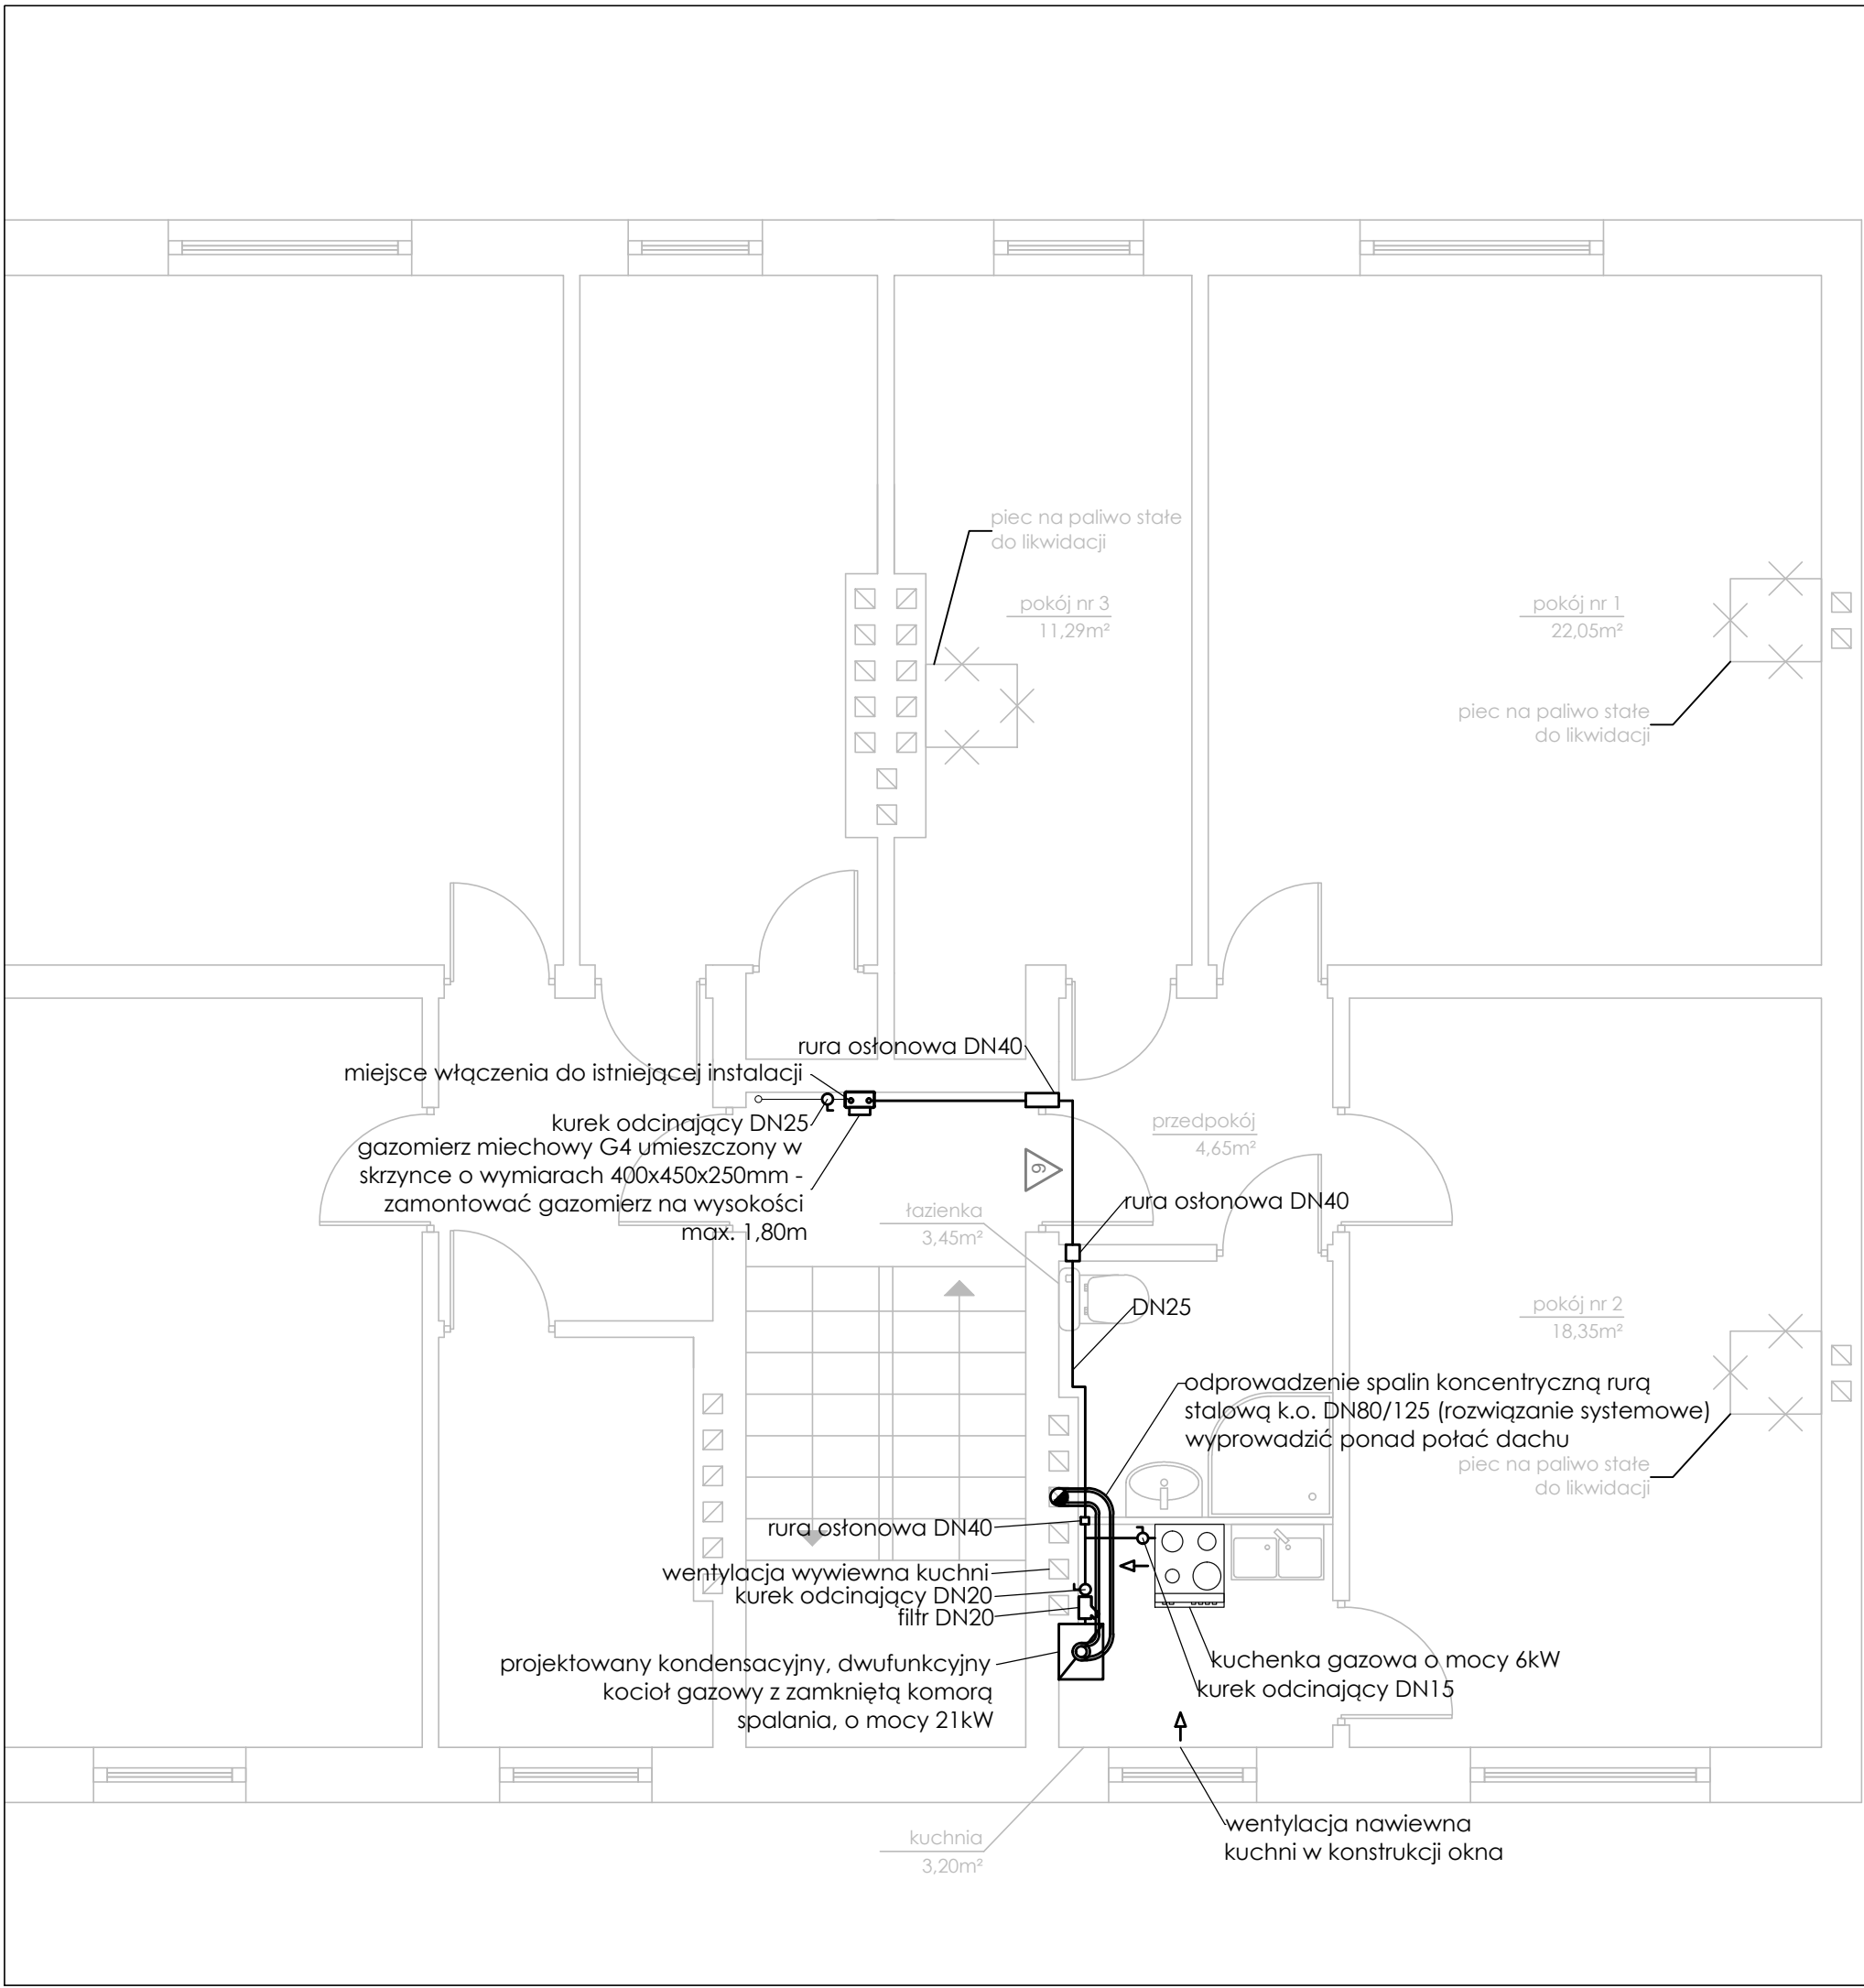 piec na paliwo stałe
do likwidacji
pokój nr 3
11,29m²
pokój nr 1
22,05m²
piec na paliwo stałe
do likwidacji
rura osłonowa DN40
miejsce włączenia do istniejącej instalacji
kurek odcinający DN25
gazomierz miechowy G4 umieszczony w
skrzynce o wymiarach 400x450x250mm -
zamontować gazomierz na wysokości
max. 1,80m
przedpokój
4,65m²
9
rura osłonowa DN40
łazienka
3,45m²
DN25
pokój nr 2
18,35m²
odprowadzenie spalin koncentryczną rurą
stalową k.o. DN80/125 (rozwiązanie systemowe)
wyprowadzić ponad połać dachu
piec na paliwo stałe
do likwidacji
rura osłonowa DN40
wentylacja wywiewna kuchni
kurek odcinający DN20
filtr DN20
projektowany kondensacyjny, dwufunkcyjny
kocioł gazowy z zamkniętą komorą
spalania, o mocy 21kW
kuchenka gazowa o mocy 6kW
kurek odcinający DN15
wentylacja nawiewna
kuchni w konstrukcji okna
kuchnia
3,20m²